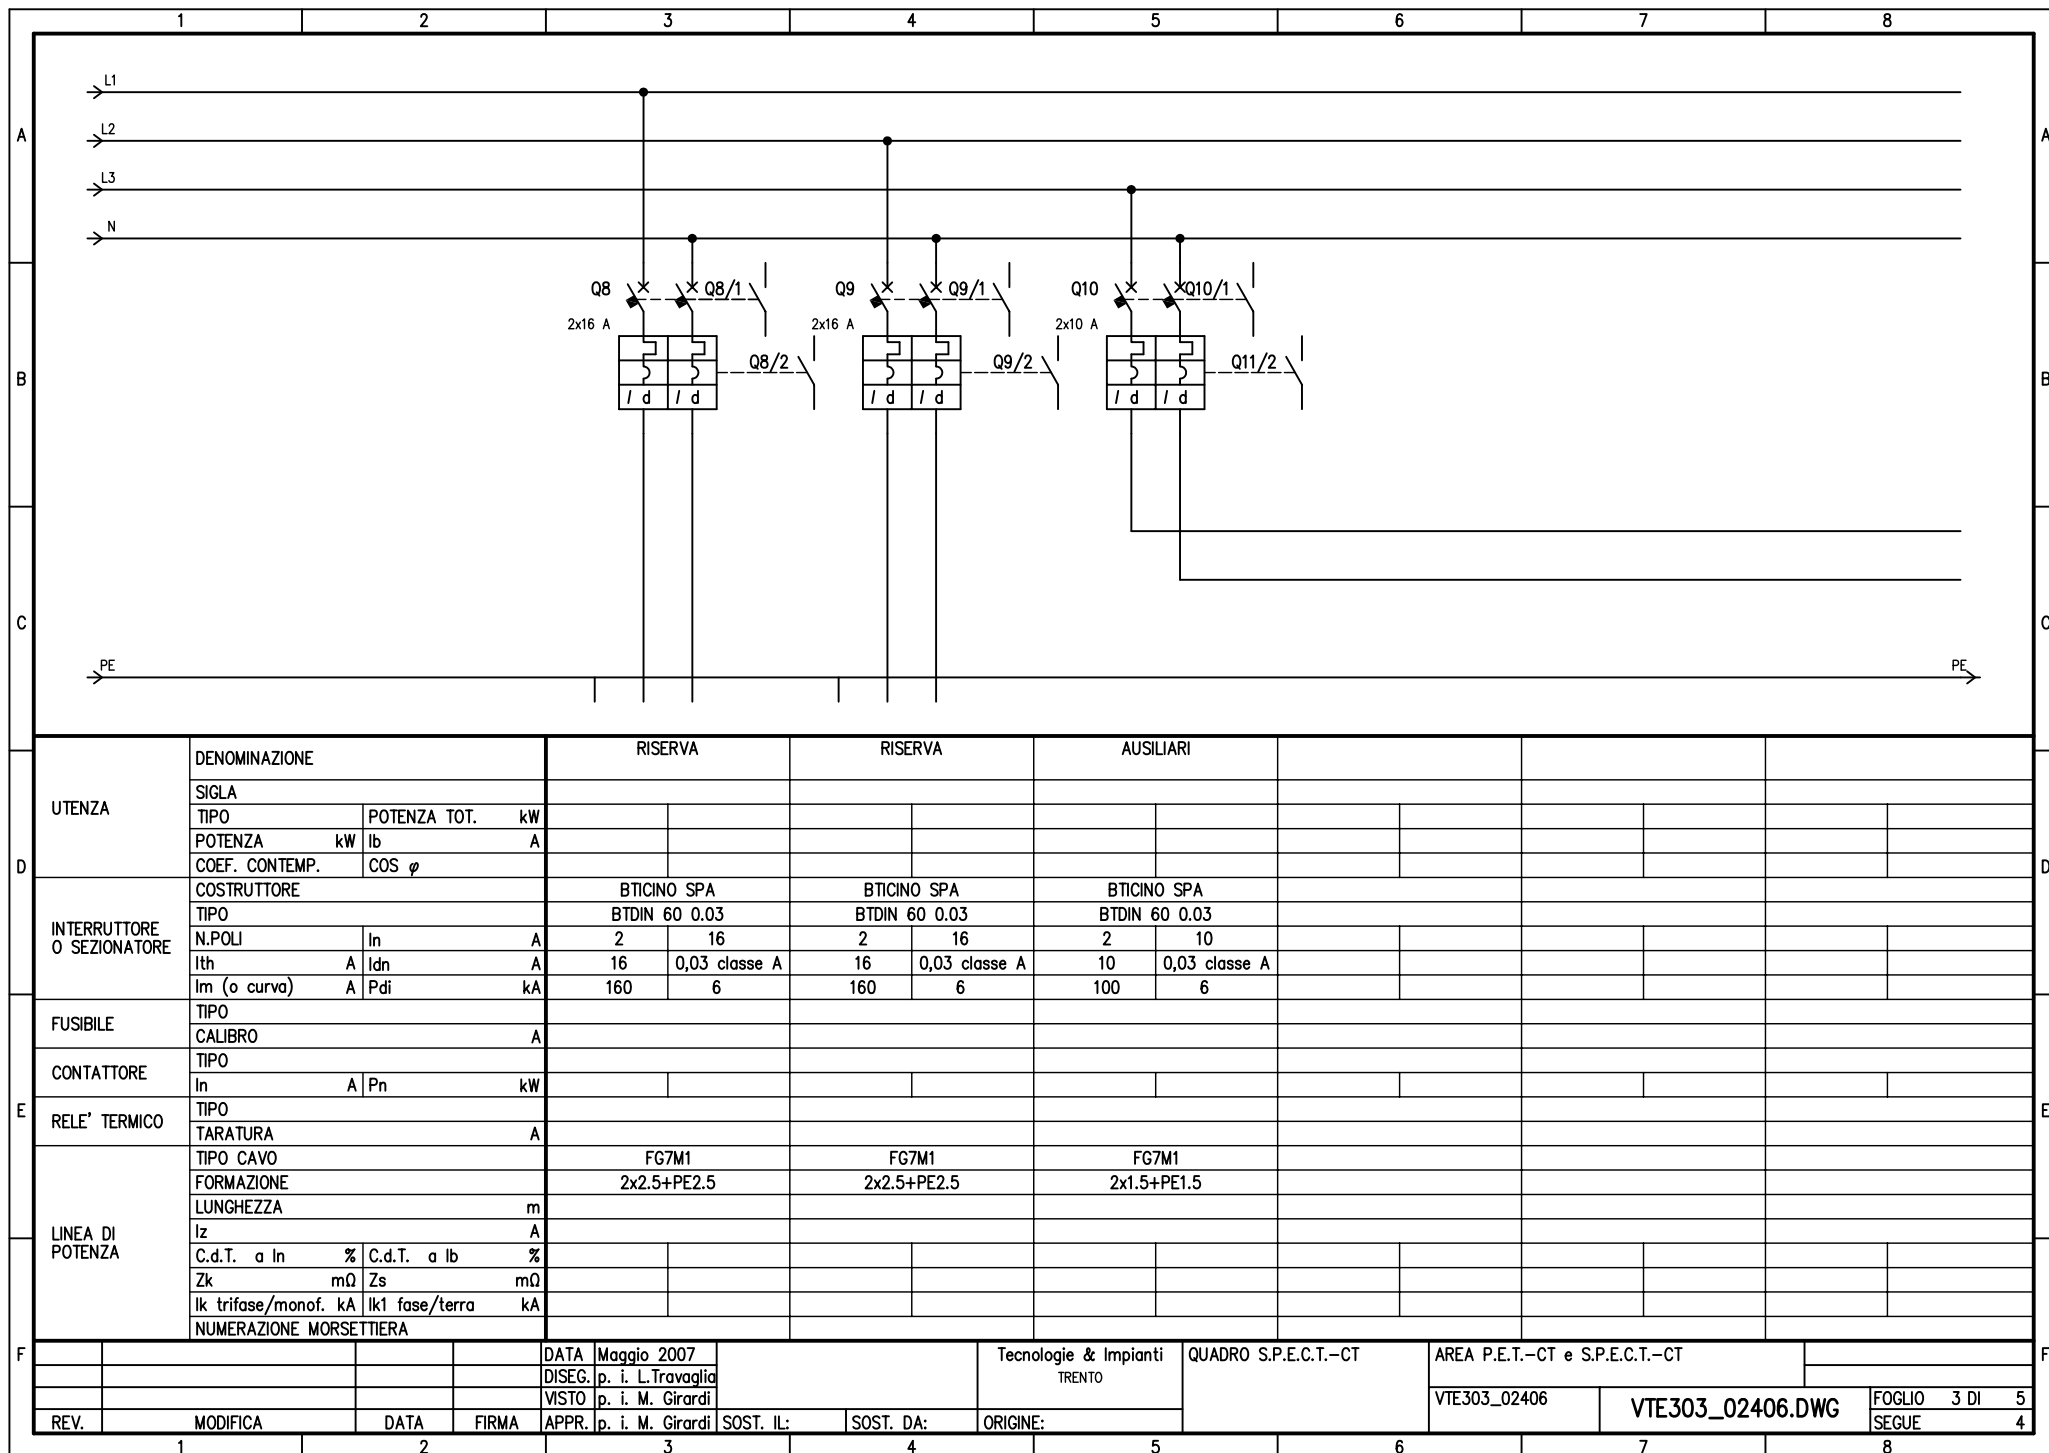 1 2 3 4 5 6 7 8
L1
A A
L2
L3
N
Q8 Q8/1 Q9 Q9/1 Q10 Q10/1
2x16 A 2x16 A 2x10 A
Q8/2 Q9/2 Q11/2
B B
I d I d I d I d I d I d
C C
PE PE
UTENZA
DENOMINAZIONE RISERVA RISERVA AUSILIARI
SIGLA
TIPO POTENZA TOT. kW
POTENZA kW Ib A
D D
COEF. CONTEMP. COS φ
INTERRUTTORE
O SEZIONATORE
COSTRUTTORE BTICINO SPA BTICINO SPA BTICINO SPA
TIPO BTDIN 60 0.03 BTDIN 60 0.03 BTDIN 60 0.03
N.POLI In A 2 16 2 16 2 10
Ith A Idn A 16 0,03 classe A 16 0,03 classe A 10 0,03 classe A
Im (o curva) A Pdi kA 160 6 160 6 100 6
FUSIBILE
TIPO
CALIBRO A
CONTATTORE
TIPO
In A Pn kW
E E
RELE' TERMICO
TIPO
TARATURA A
LINEA DI
POTENZA
TIPO CAVO FG7M1 FG7M1 FG7M1
FORMAZIONE 2x2.5+PE2.5 2x2.5+PE2.5 2x1.5+PE1.5
LUNGHEZZA m
Iz A
C.d.T. a In % C.d.T. a Ib %
Zk mΩ Zs mΩ
Ik trifase/monof. kA Ik1 fase/terra kA
NUMERAZIONE MORSETTIERA
F F
DATA Maggio 2007 Tecnologie & Impianti QUADRO S.P.E.C.T.-CT AREA P.E.T.-CT e S.P.E.C.T.-CT
DISEG. p. i. L.Travaglia TRENTO
VISTO p. i. M. Girardi VTE303_02406 VTE303_02406.DWG FOGLIO 3 DI 5
REV. MODIFICA DATA FIRMA APPR. p. i. M. Girardi SOST. IL: SOST. DA: ORIGINE: SEGUE 4
1 2 3 4 5 6 7 8